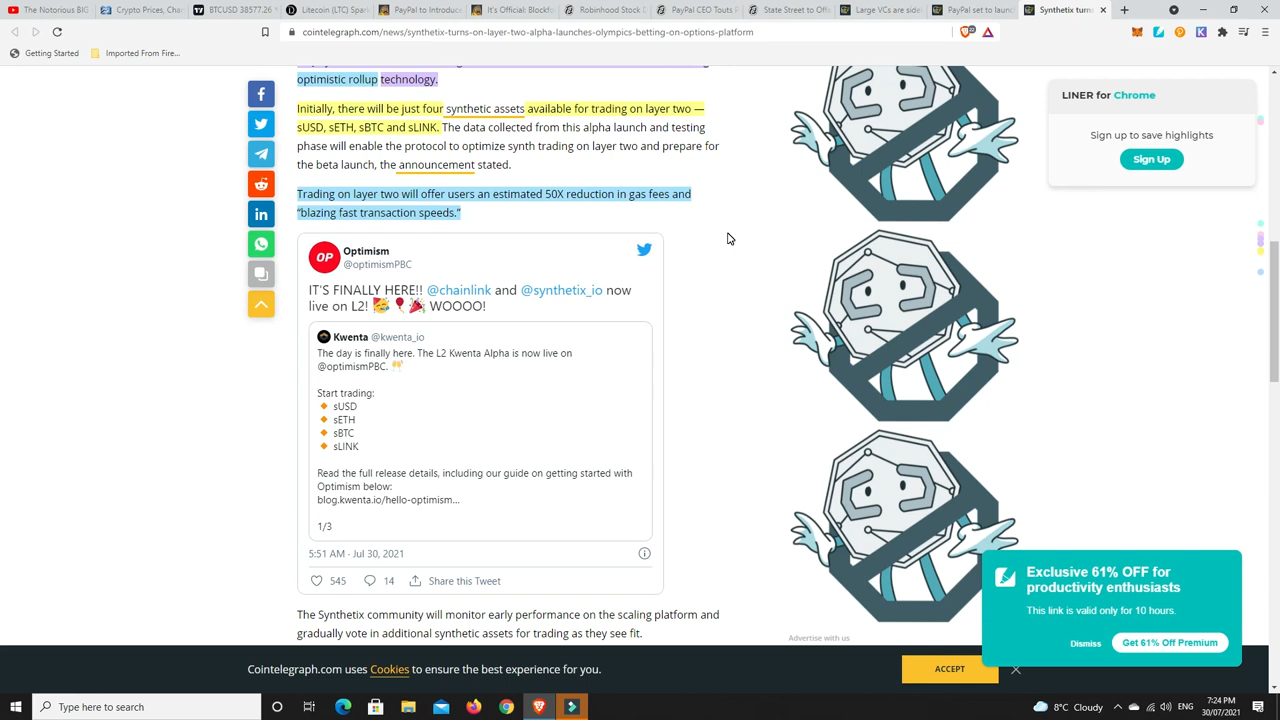 The Notorious BIG
Crypto Prices, Cha
BTCUSD 38577.26
Litecoin (LTC) Spar
PayPal to Introduce
It's Official: Blockf
Robinhood Stock D
PayPal CEO Touts P
State Street to Offe
Large VCs are side
PayPal set to launc
Synthetix turns
cointelegraph.com/news/synthetix-turns-on-layer-two-alpha-launches-olympics-betting-on-options-platform
22
Getting Started
Imported From Fire...
optimistic rollup technology.
Initially, there will be just four synthetic assets available for trading on layer two —
sUSD, sETH, sBTC and sLINK. The data collected from this alpha launch and testing
phase will enable the protocol to optimize synth trading on layer two and prepare for
the beta launch, the announcement stated.
Trading on layer two will offer users an estimated 50X reduction in gas fees and
“blazing fast transaction speeds.”
OP
Optimism
@optimismPBC
IT'S FINALLY HERE!! @chainlink and @synthetix_io now
live on L2! 🥳🎈🎉 WOOOO!
Kwenta @kwenta_io
The day is finally here. The L2 Kwenta Alpha is now live on
@optimismPBC. 🥂
Start trading:
🔸 sUSD
🔸 sETH
🔸 sBTC
🔸 sLINK
Read the full release details, including our guide on getting started with
Optimism below:
blog.kwenta.io/hello-optimism...
1/3
5:51 AM · Jul 30, 2021
545
14
Share this Tweet
The Synthetix community will monitor early performance on the scaling platform and
gradually vote in additional synthetic assets for trading as they see fit.
Advertise with us
LINER for Chrome
Sign up to save highlights
Sign Up
Exclusive 61% OFF for
productivity enthusiasts
This link is valid only for 10 hours.
Dismiss
Get 61% Off Premium
Cointelegraph.com uses Cookies to ensure the best experience for you.
ACCEPT
Type here to search
8°C Cloudy
ENG
7:24 PM
30/07/2021